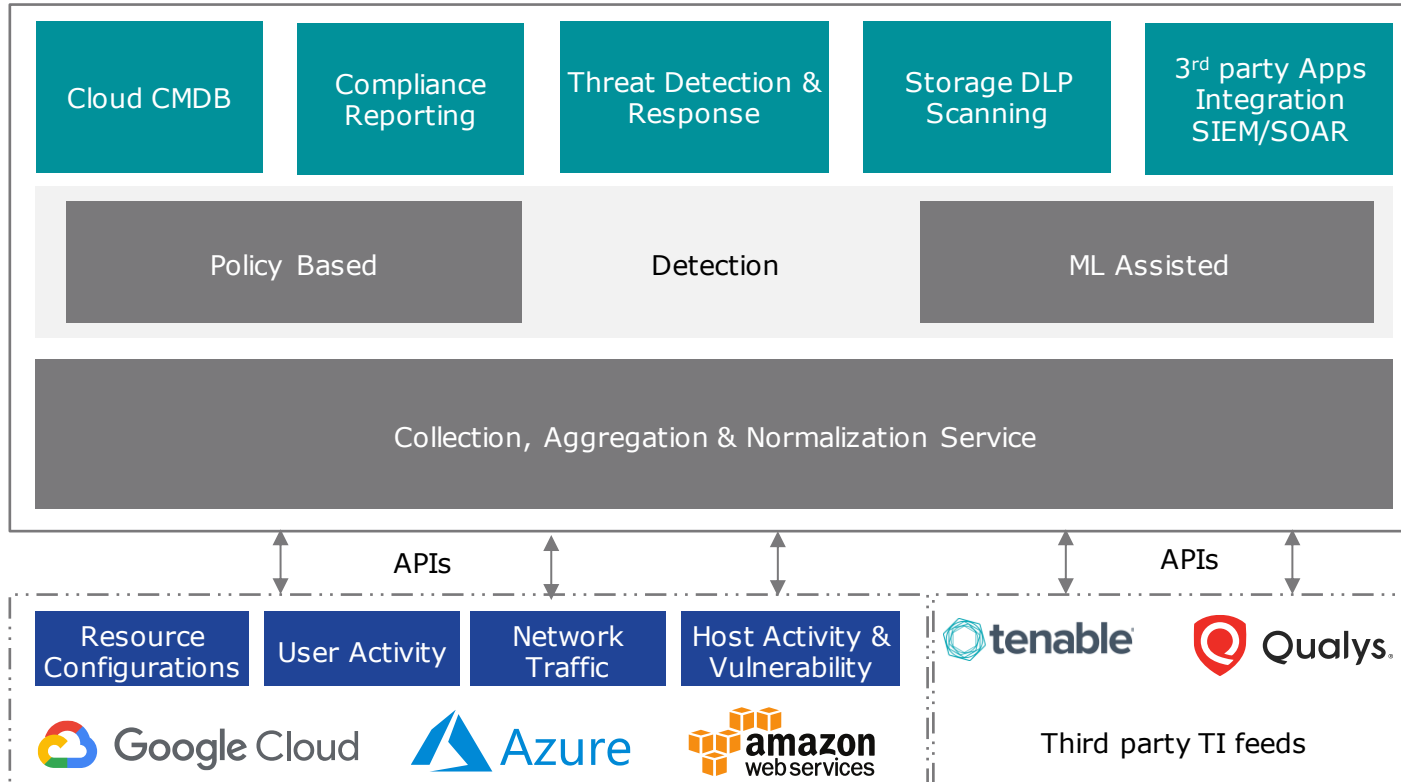 Cloud CMDB
Compliance
Reporting
Threat Detection &
Response
Storage DLP
Scanning
3rd party Apps
Integration
SIEM/SOAR
Policy Based
Detection
ML Assisted
Collection, Aggregation & Normalization Service
APIs
APIs
Resource
Configurations
User Activity
Network
Traffic
Host Activity &
Vulnerability
tenable
Qualys.
Google Cloud
Azure
amazon
web services
Third party TI feeds